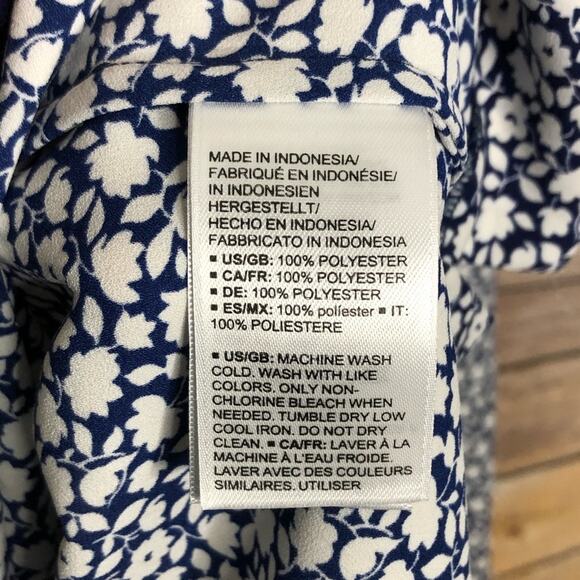 MADE IN INDONESIA/
FABRIQUÉ EN INDONÉSIE/
IN INDONESIEN
HERGESTELLT/
HECHO EN INDONESIA/
FABBRICATO IN INDONESIA
▪ US/GB: 100% POLYESTER
▪ CA/FR: 100% POLYESTER
▪ DE: 100% POLYESTER
▪ ES/MX: 100% políester ▪ IT:
100% POLIESTERE
▪ US/GB: MACHINE WASH
COLD. WASH WITH LIKE
COLORS. ONLY NON-
CHLORINE BLEACH WHEN
NEEDED. TUMBLE DRY LOW
COOL IRON. DO NOT DRY
CLEAN. ▪ CA/FR: LAVER À LA
MACHINE À L'EAU FROIDE.
LAVER AVEC DES COULEURS
SIMILAIRES. UTILISER